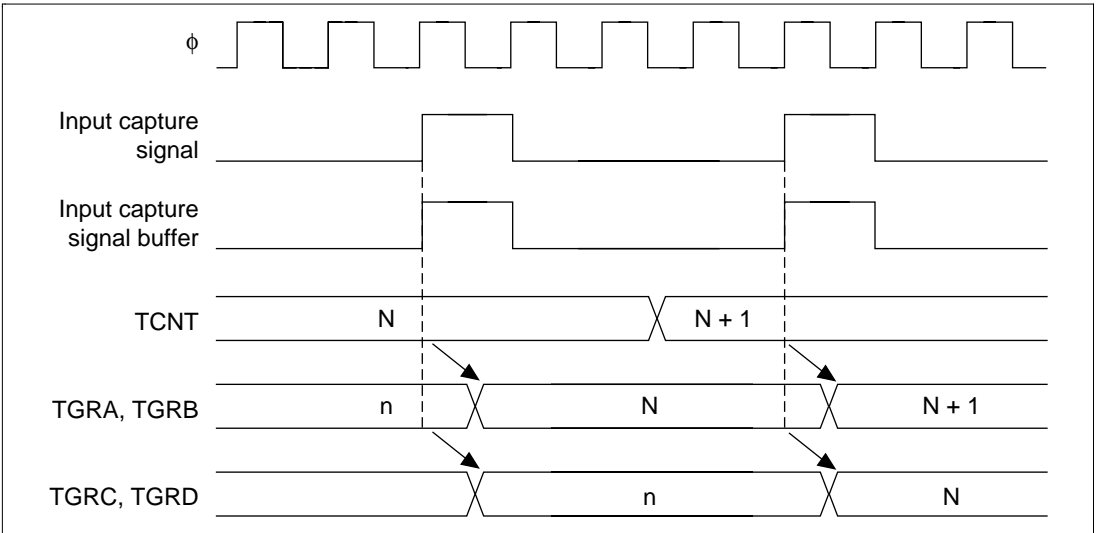 ϕ
Input capture
signal
Input capture
signal buffer
TCNT N N + 1
TGRA, TGRB n N N + 1
TGRC, TGRD n N